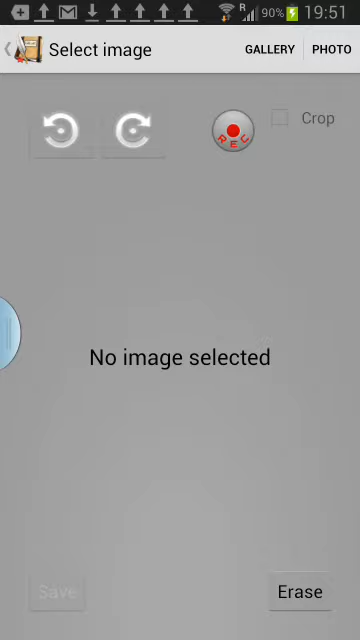 R
90%
19:51
Select image
GALLERY
PHOTO
REC
Crop
No image selected
Save
Erase